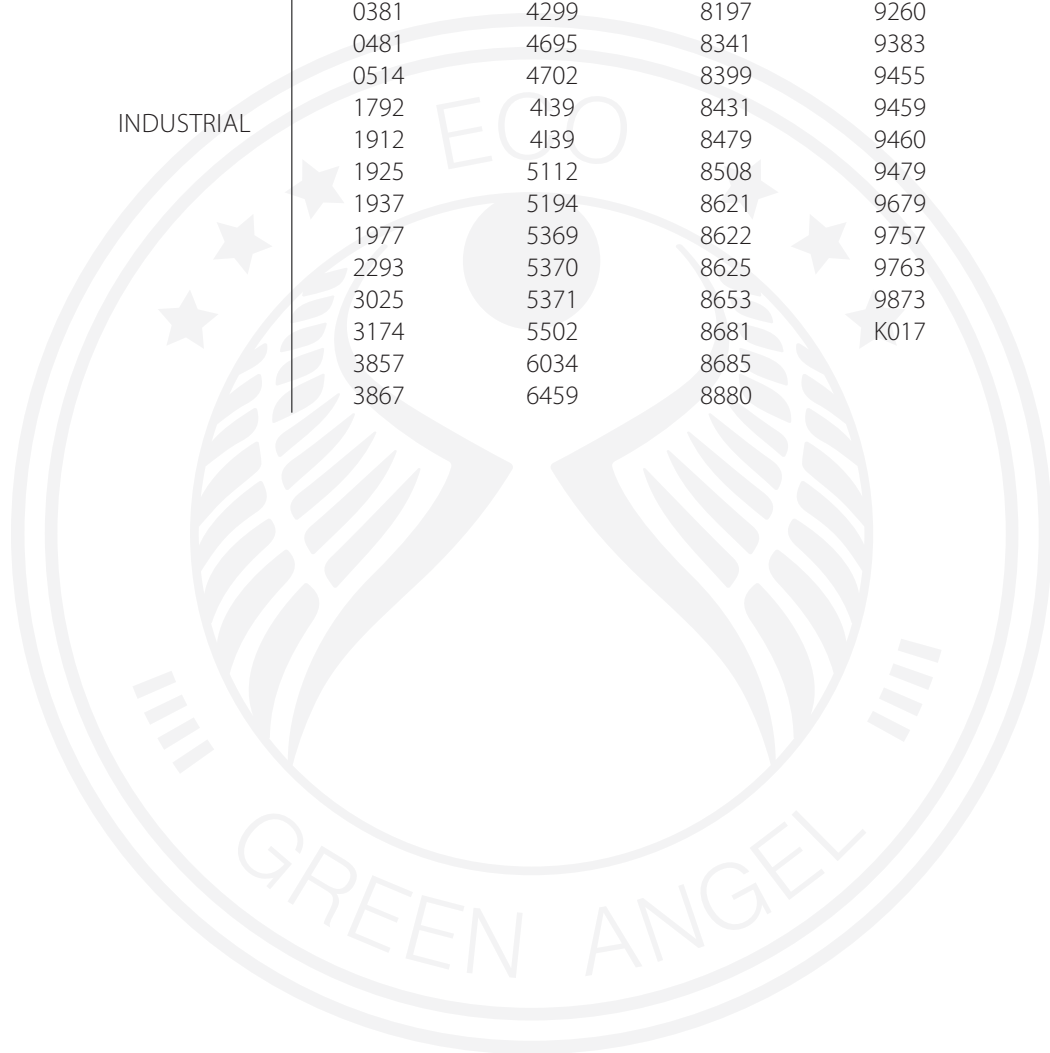 0381 4299 8197 9260
0481 4695 8341 9383
0514 4702 8399 9455
1792 4I39 8431 9459
INDUSTRIAL
1912 4I39 8479 9460
1925 5112 8508 9479
1937 5194 8621 9679
1977 5369 8622 9757
2293 5370 8625 9763
3025 5371 8653 9873
3174 5502 8681 K017
3857 6034 8685
3867 6459 8880
ECO
GREEN ANGEL